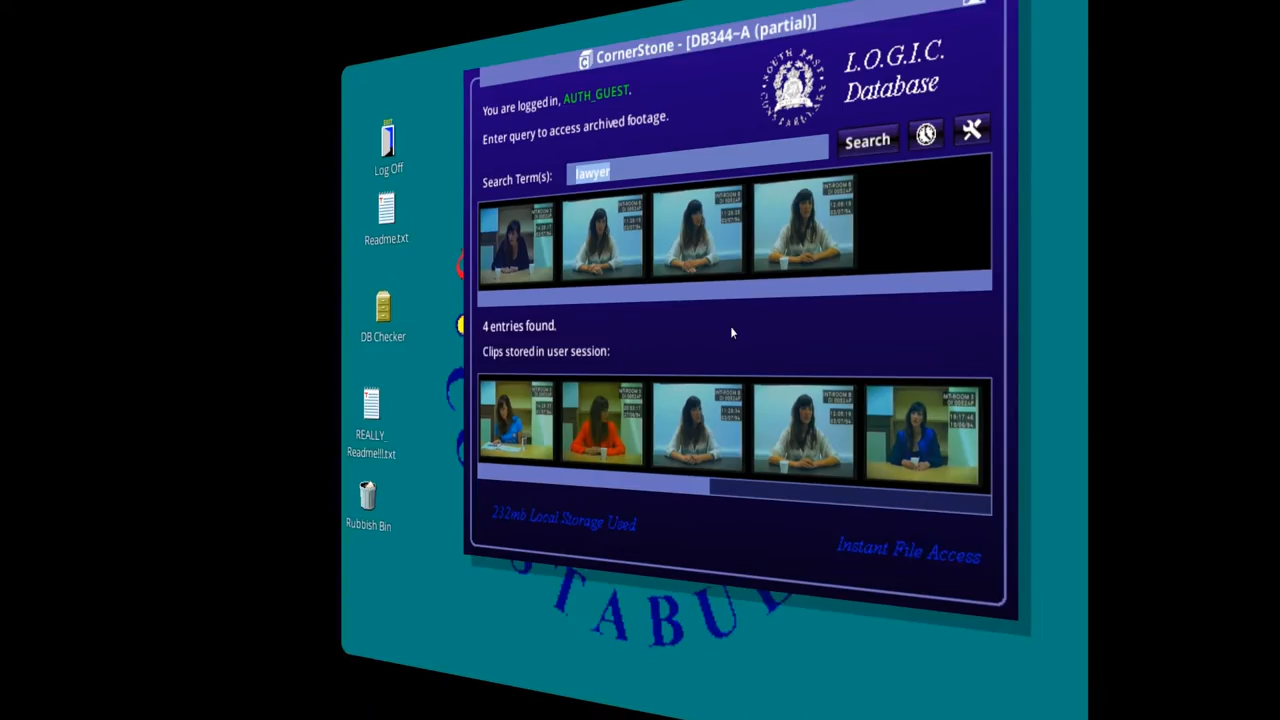 CornerStone - [DB344~A (partial)]
You are logged in, AUTH_GUEST.
Enter query to access archived footage.
L.O.G.I.C.
Database
Search Term(s):
lawyer
Search
4 entries found.
Clips stored in user session:
232mb Local Storage Used
Instant File Access
EXIT
Log Off
Readme.txt
DB Checker
REALLY_
Readme!!!.txt
Rubbish Bin
TABUL